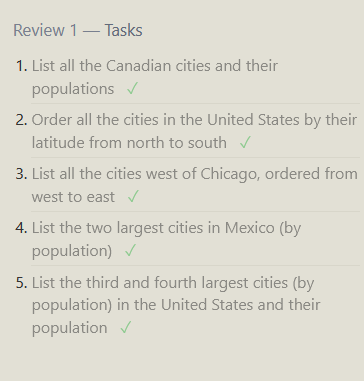 Review 1 — Tasks
1. List all the Canadian cities and their
populations ✓
2. Order all the cities in the United States by their
latitude from north to south ✓
3. List all the cities west of Chicago, ordered from
west to east ✓
4. List the two largest cities in Mexico (by
population) ✓
5. List the third and fourth largest cities (by
population) in the United States and their
population ✓